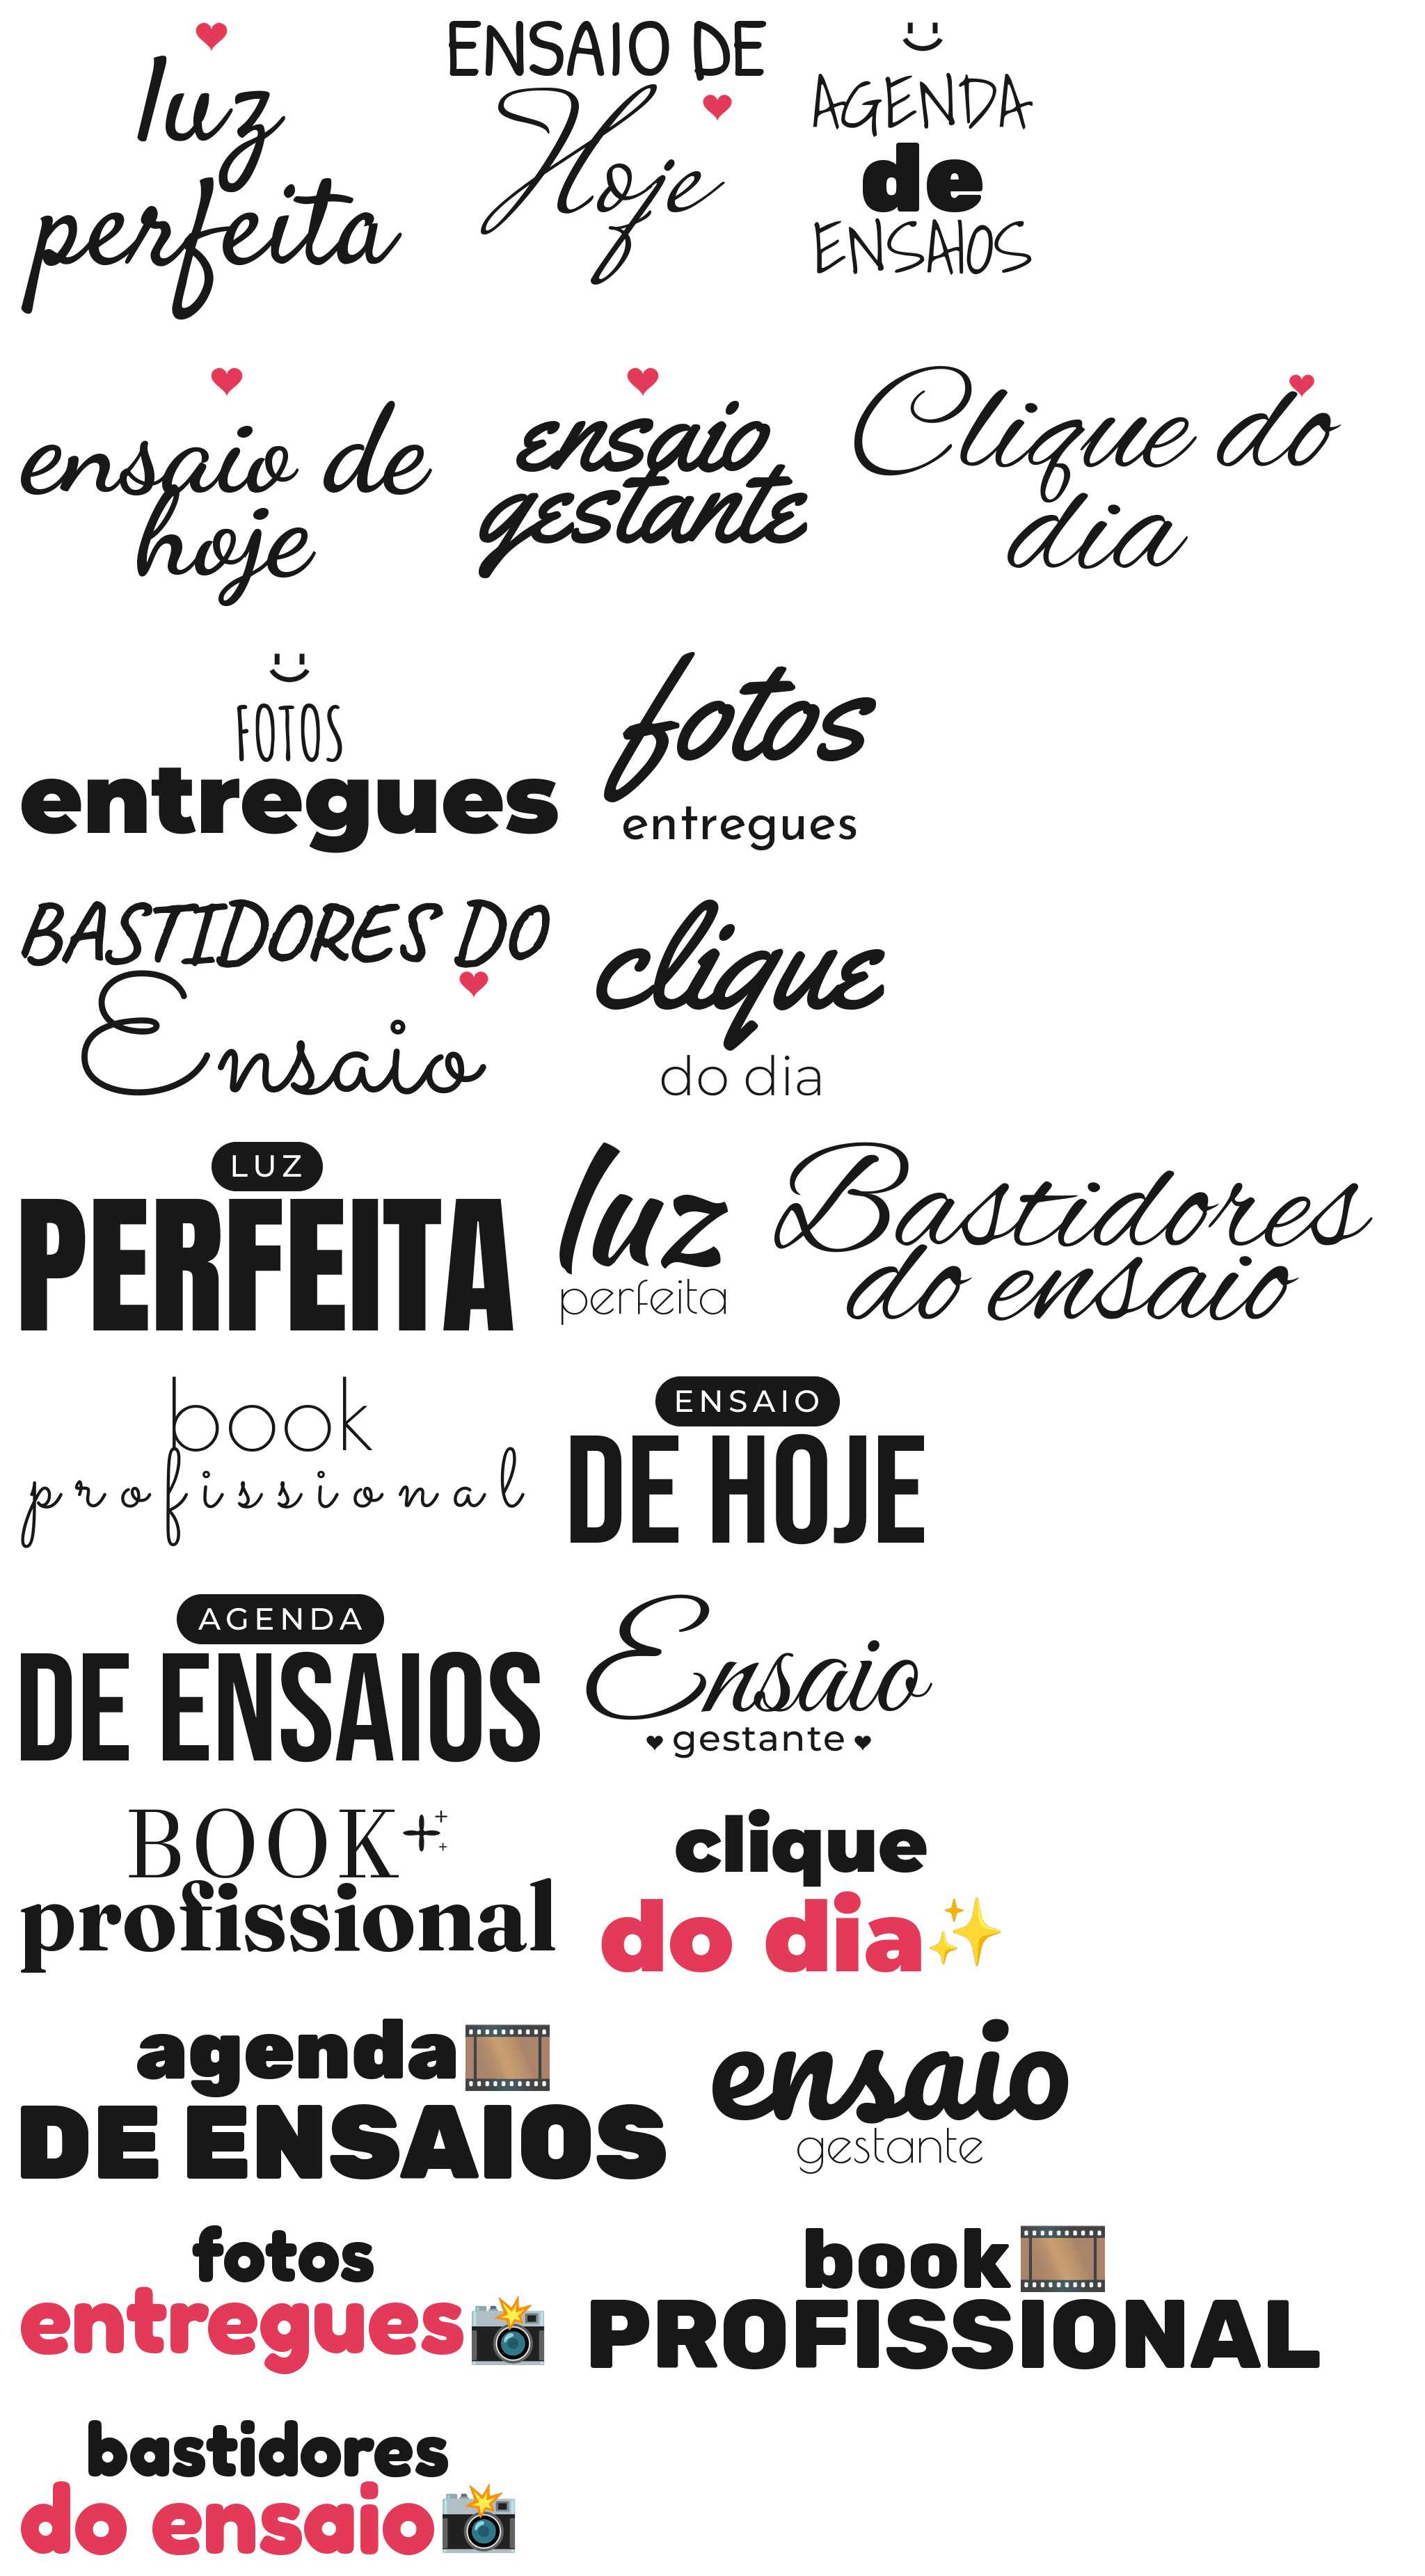 luz
perfeita
ENSAIO DE
Hoje
AGENDA
de
ENSAIOS
ensaio de
hoje
ensaio
gestante
Clique do
dia
FOTOS
entregues
fotos
entregues
BASTIDORES DO
Ensaio
clique
do dia
LUZ
PERFEITA
luz
perfeita
Bastidores
do ensaio
book
profissional
ENSAIO
DE HOJE
AGENDA
DE ENSAIOS
Ensaio
gestante
BOOK
profissional
clique
do dia
agenda
DE ENSAIOS
ensaio
gestante
fotos
entregues
book
PROFISSIONAL
bastidores
do ensaio